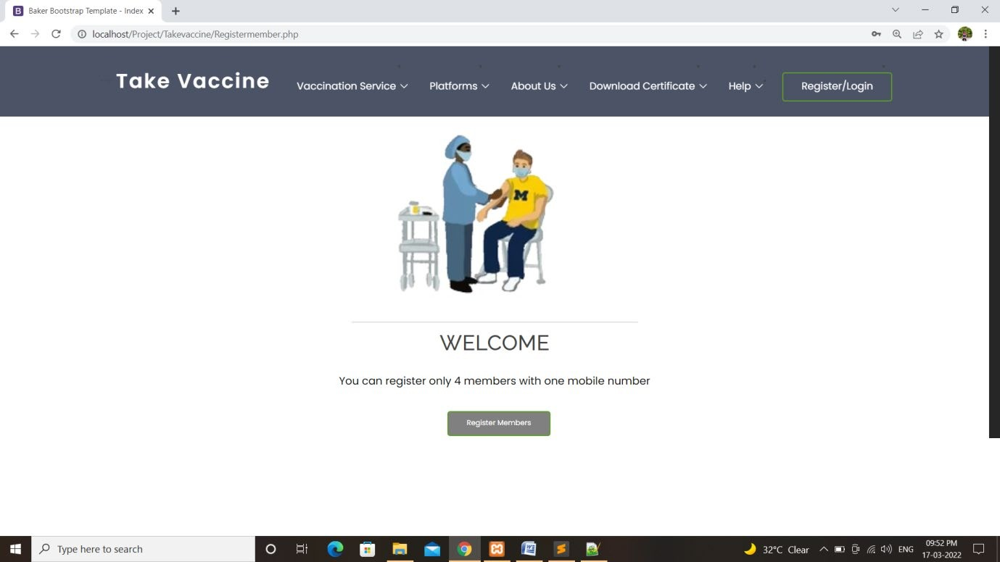 Baker Bootstrap Template - Index
localhost/Project/Takevaccine/Registermember.php
Take Vaccine
Vaccination Service
Platforms
About Us
Download Certificate
Help
Register/Login
M
WELCOME
You can register only 4 members with one mobile number
Register Members
Type here to search
32°C Clear
ENG
09:52 PM
17-03-2022